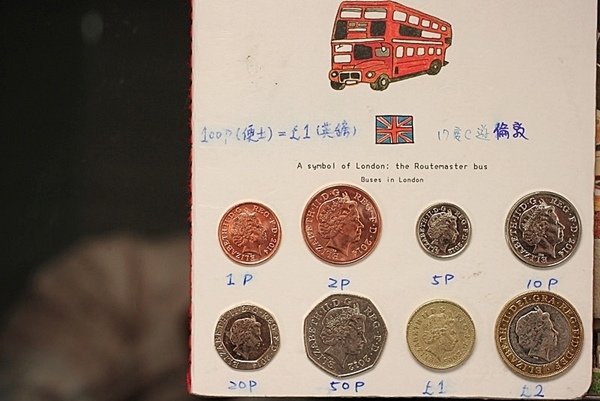 100P(便士) = £1 (英鎊)
17度C遊倫敦
A symbol of London: the Routemaster bus
Buses in London
1P
2P
5P
10P
20P
50P
£1
£2